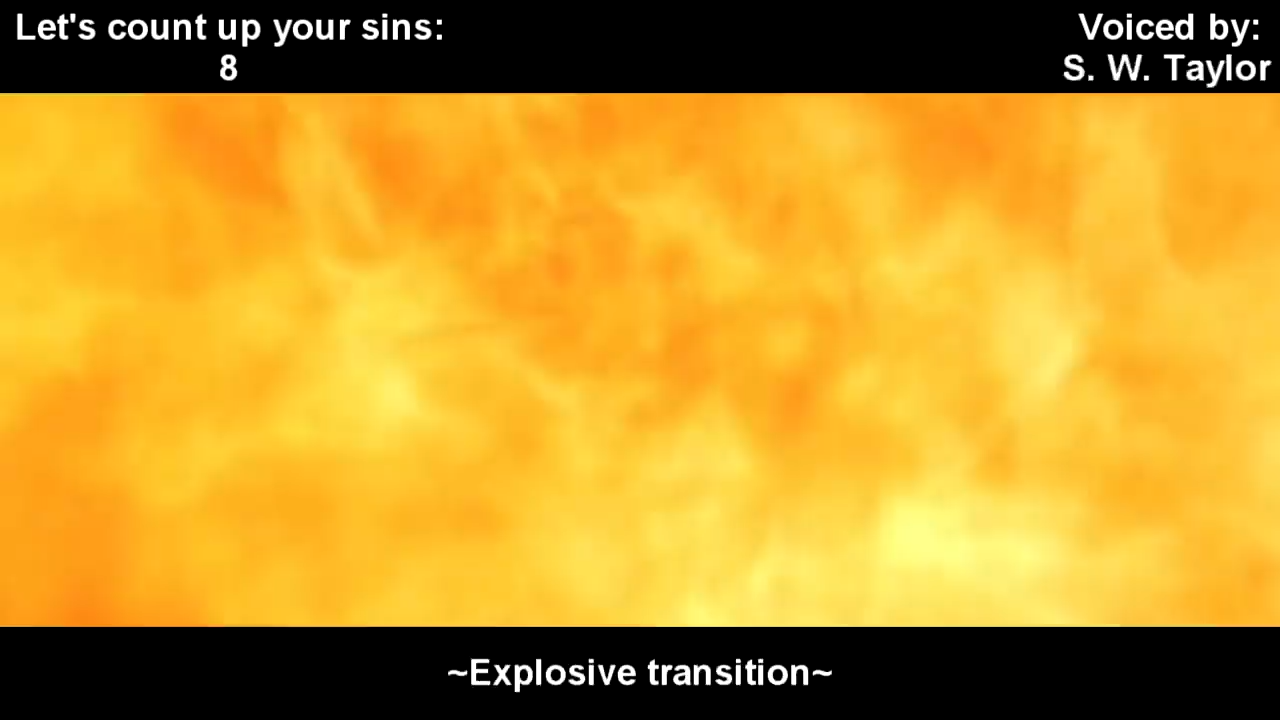 Let's count up your sins:
8
Voiced by:
S. W. Taylor
~Explosive transition~